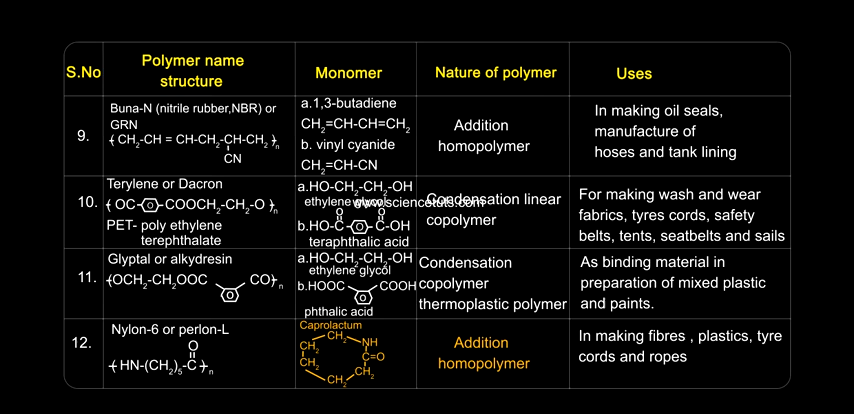 S.No
Polymer name
structure
Monomer
Nature of polymer
Uses
9.
Buna-N (nitrile rubber,NBR) or
GRN
-(CH₂-CH = CH-CH₂-CH-CH₂)-n
CN
a.1,3-butadiene
CH₂=CH-CH=CH₂
b. vinyl cyanide
CH₂=CH-CN
Addition
homopolymer
In making oil seals,
manufacture of
hoses and tank lining
10.
Terylene or Dacron
-(OC-O-COOCH₂-CH₂-O)-n
PET- poly ethylene
terephthalate
a.HO-CH₂-CH₂-OH
ethylene glycol
www.sciencetuts.com
O O
b.HO-C-O-C-OH
teraphthalic acid
Condensation linear
copolymer
For making wash and wear
fabrics, tyres cords, safety
belts, tents, seatbelts and sails
11.
Glyptal or alkydresin
-(OCH₂-CH₂OOC CO)-n
O
a.HO-CH₂-CH₂-OH
ethylene glycol
b.HOOC COOH
O
phthalic acid
Condensation
copolymer
thermoplastic polymer
As binding material in
preparation of mixed plastic
and paints.
12.
Nylon-6 or perlon-L
O
-(HN-(CH₂)₅-C)-n
Caprolactum
CH₂
CH₂ NH
CH₂ C=O
CH₂
CH₂
Addition
homopolymer
In making fibres , plastics, tyre
cords and ropes